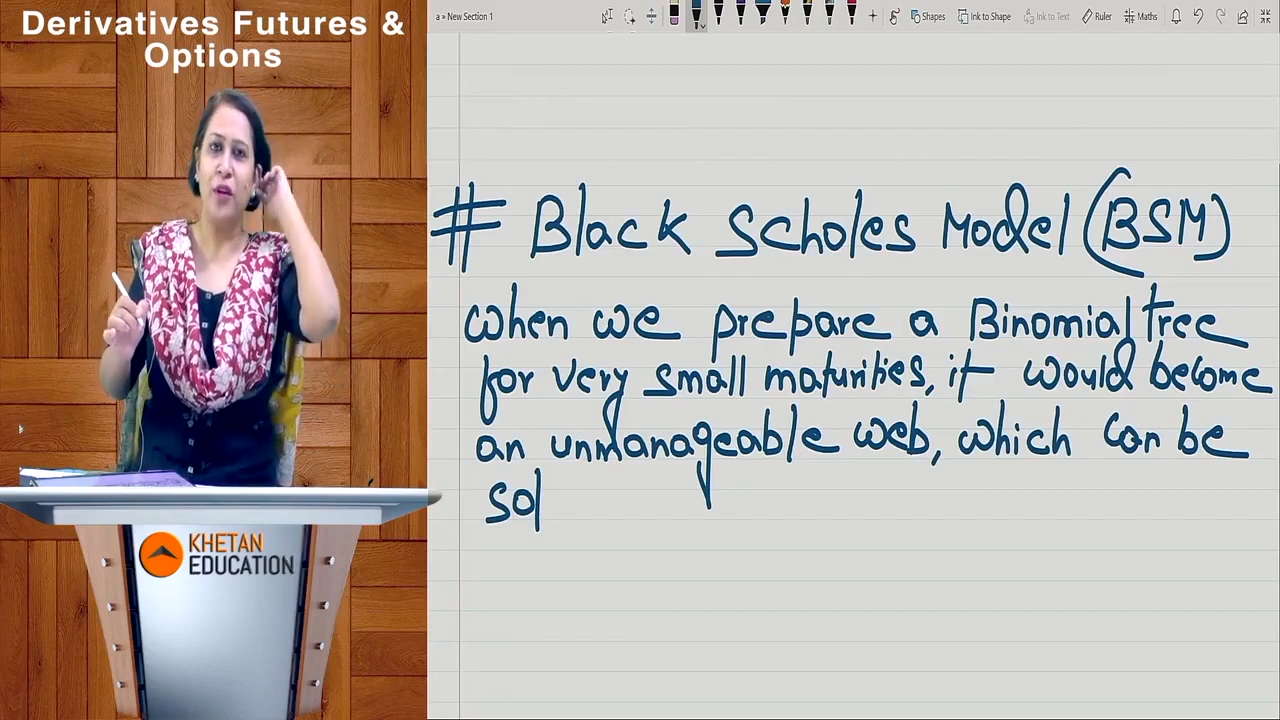 Derivatives Futures &
Options
a » New Section 1
Shapes
Ink to Shape
Ink to Text
Ruler
Maths
# Black Scholes Model (BSM)
when we prepare a Binomial tree
for very small maturities, it would become
an unmanageable web, which can be
sol
KHETAN
EDUCATION